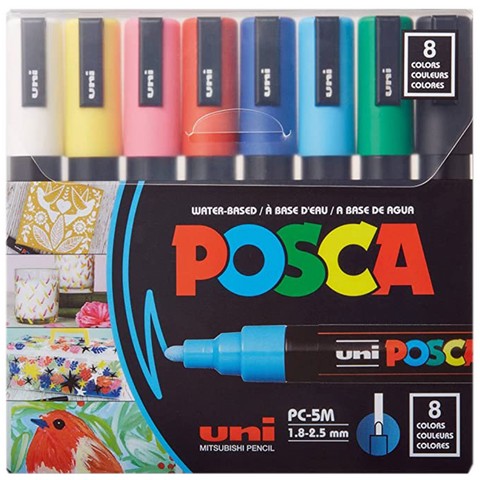 uni
uni
uni
uni
uni
uni
uni
uni
8
COLORS
COULEURS
COLORES
WATER-BASED / À BASE D'EAU / A BASE DE AGUA
POSCA
uni POSCA
uni
MITSUBISHI PENCIL
PC-5M
1.8-2.5 mm
8
COLORS
COULEURS
COLORES